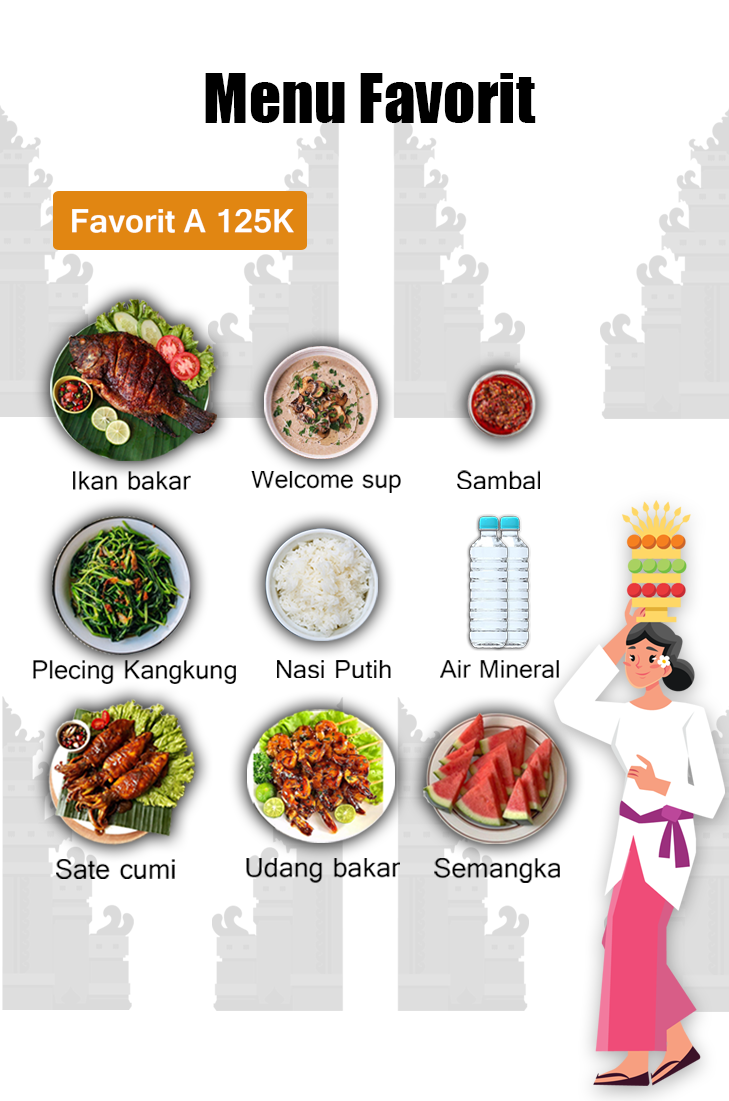 Menu Favorit
Favorit A 125K
Ikan bakar
Welcome sup
Sambal
Plecing Kangkung
Nasi Putih
Air Mineral
Sate cumi
Udang bakar
Semangka